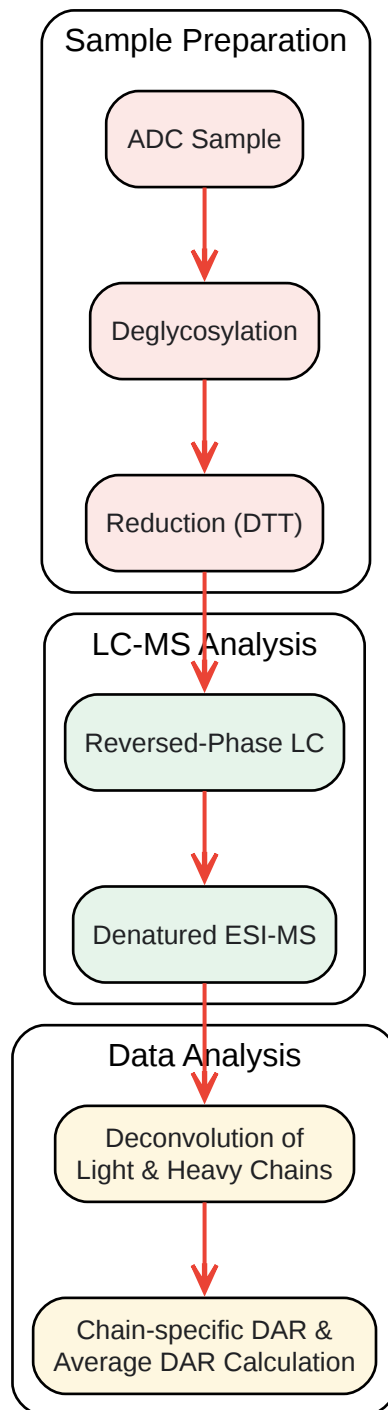 Sample Preparation
ADC Sample
Deglycosylation
Reduction (DTT)
LC-MS Analysis
Reversed-Phase LC
Denatured ESI-MS
Data Analysis
Deconvolution of
Light & Heavy Chains
Chain-specific DAR &
Average DAR Calculation